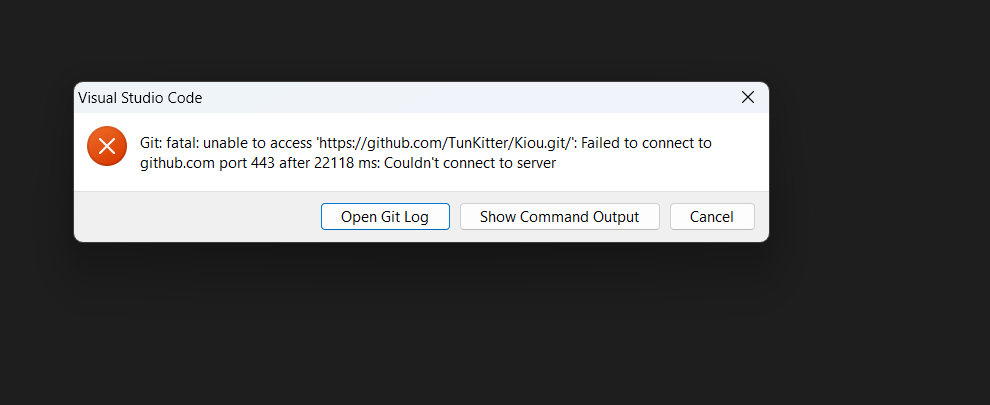 Visual Studio Code
Git: fatal: unable to access 'https://github.com/TunKitter/Kiou.git/': Failed to connect to
github.com port 443 after 22118 ms: Couldn't connect to server
Open Git Log
Show Command Output
Cancel